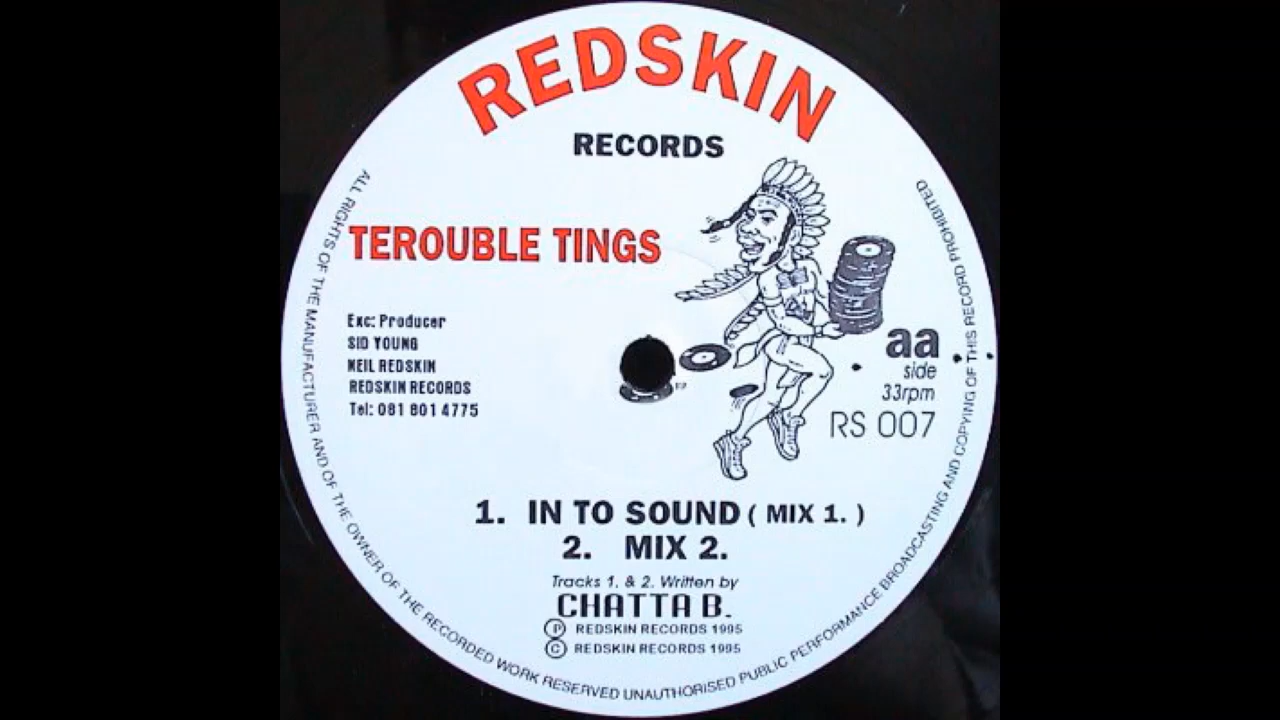 REDSKIN
RECORDS
TEROUBLE TINGS
Exc: Producer
SID YOUNG
NEIL REDSKIN
REDSKIN RECORDS
Tel: 081 801 4775
aa
side
33rpm
RS 007
1. IN TO SOUND ( MIX 1. )
2. MIX 2.
Tracks 1. & 2. Written by
CHATTA B.
P REDSKIN RECORDS 1995
C REDSKIN RECORDS 1995
ALL RIGHTS OF THE MANUFACTURER AND OF THE OWNER OF THE RECORDED WORK RESERVED UNAUTHORISED PUBLIC PERFORMANCE BROADCASTING AND COPYING OF THIS RECORD PROHIBITED